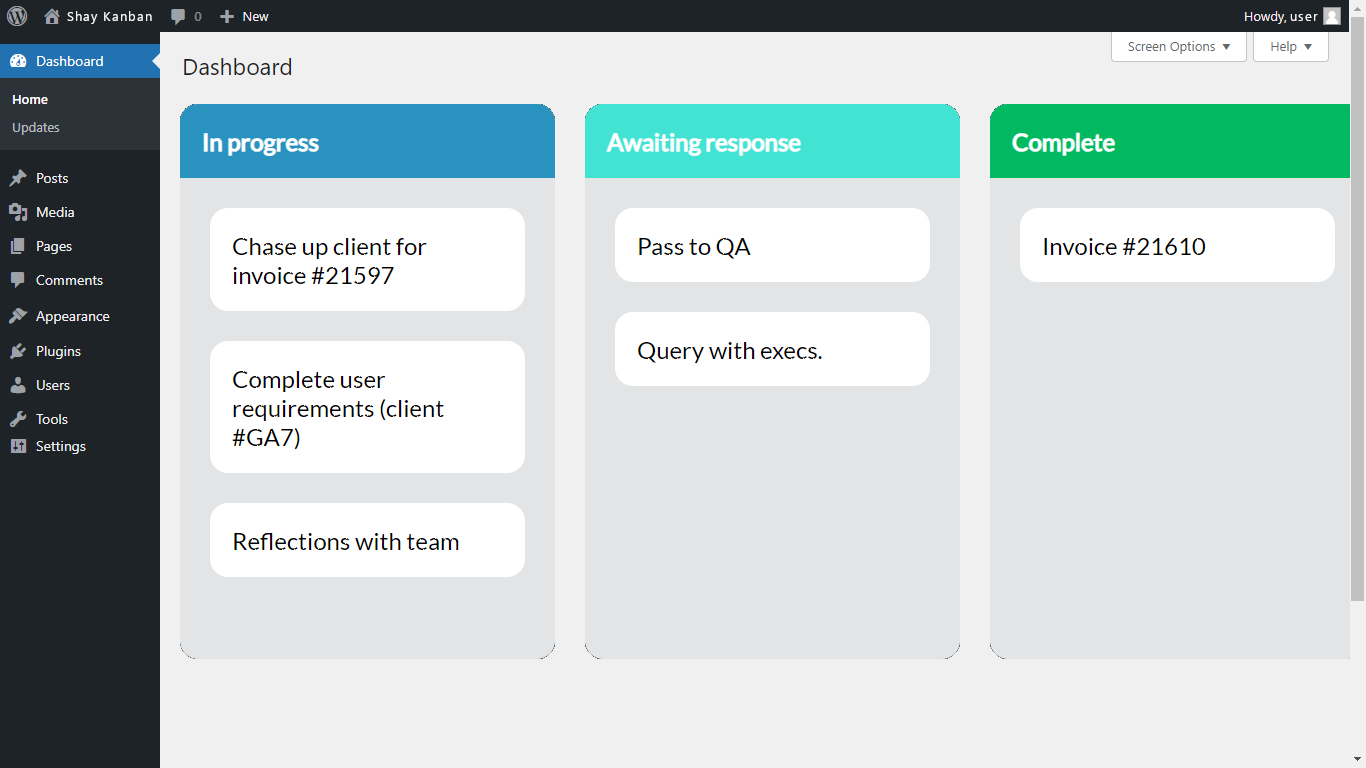 Shay Kanban 0 New Howdy, user
Screen Options Help
Dashboard
Home
Updates
Posts
Media
Pages
Comments
Appearance
Plugins
Users
Tools
Settings
Dashboard
In progress
Chase up client for
invoice #21597
Complete user
requirements (client
#GA7)
Reflections with team
Awaiting response
Pass to QA
Query with execs.
Complete
Invoice #21610